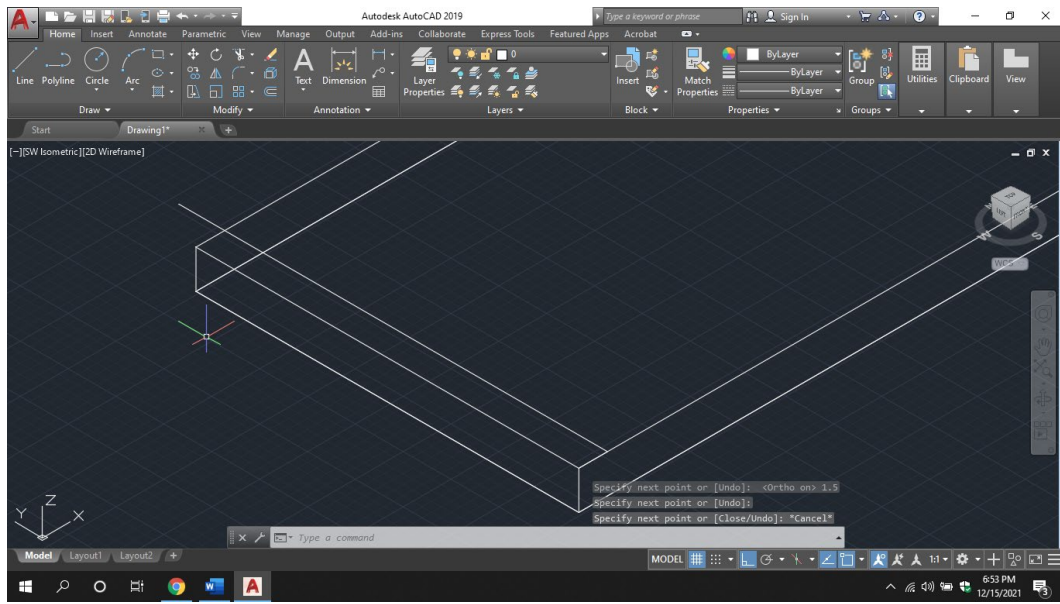 Autodesk AutoCAD 2019 Type a keyword or phrase Sign In
Home Insert Annotate Parametric View Manage Output Add-ins Collaborate Express Tools Featured Apps Acrobat
0 ByLayer
ByLayer
ByLayer
Line Polyline Circle Arc Text Dimension Layer Properties Insert Match Properties Group Utilities Clipboard View
Draw Modify Annotation Layers Block Properties Groups
Start Drawing1*
[–][SW Isometric][2D Wireframe]
TOP
W S
WCS
Specify next point or [Undo]: <Ortho on> 1.5
Specify next point or [Undo]:
Specify next point or [Close/Undo]: *Cancel*
Z
Y X
Type a command
Model Layout1 Layout2 + MODEL 1:1
6:53 PM
12/15/2021
3